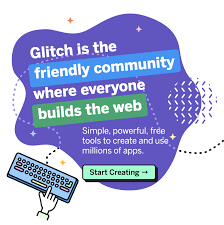 Glitch is the
friendly community
where everyone
builds the web
Simple, powerful, free
tools to create and use
millions of apps.
Start Creating →